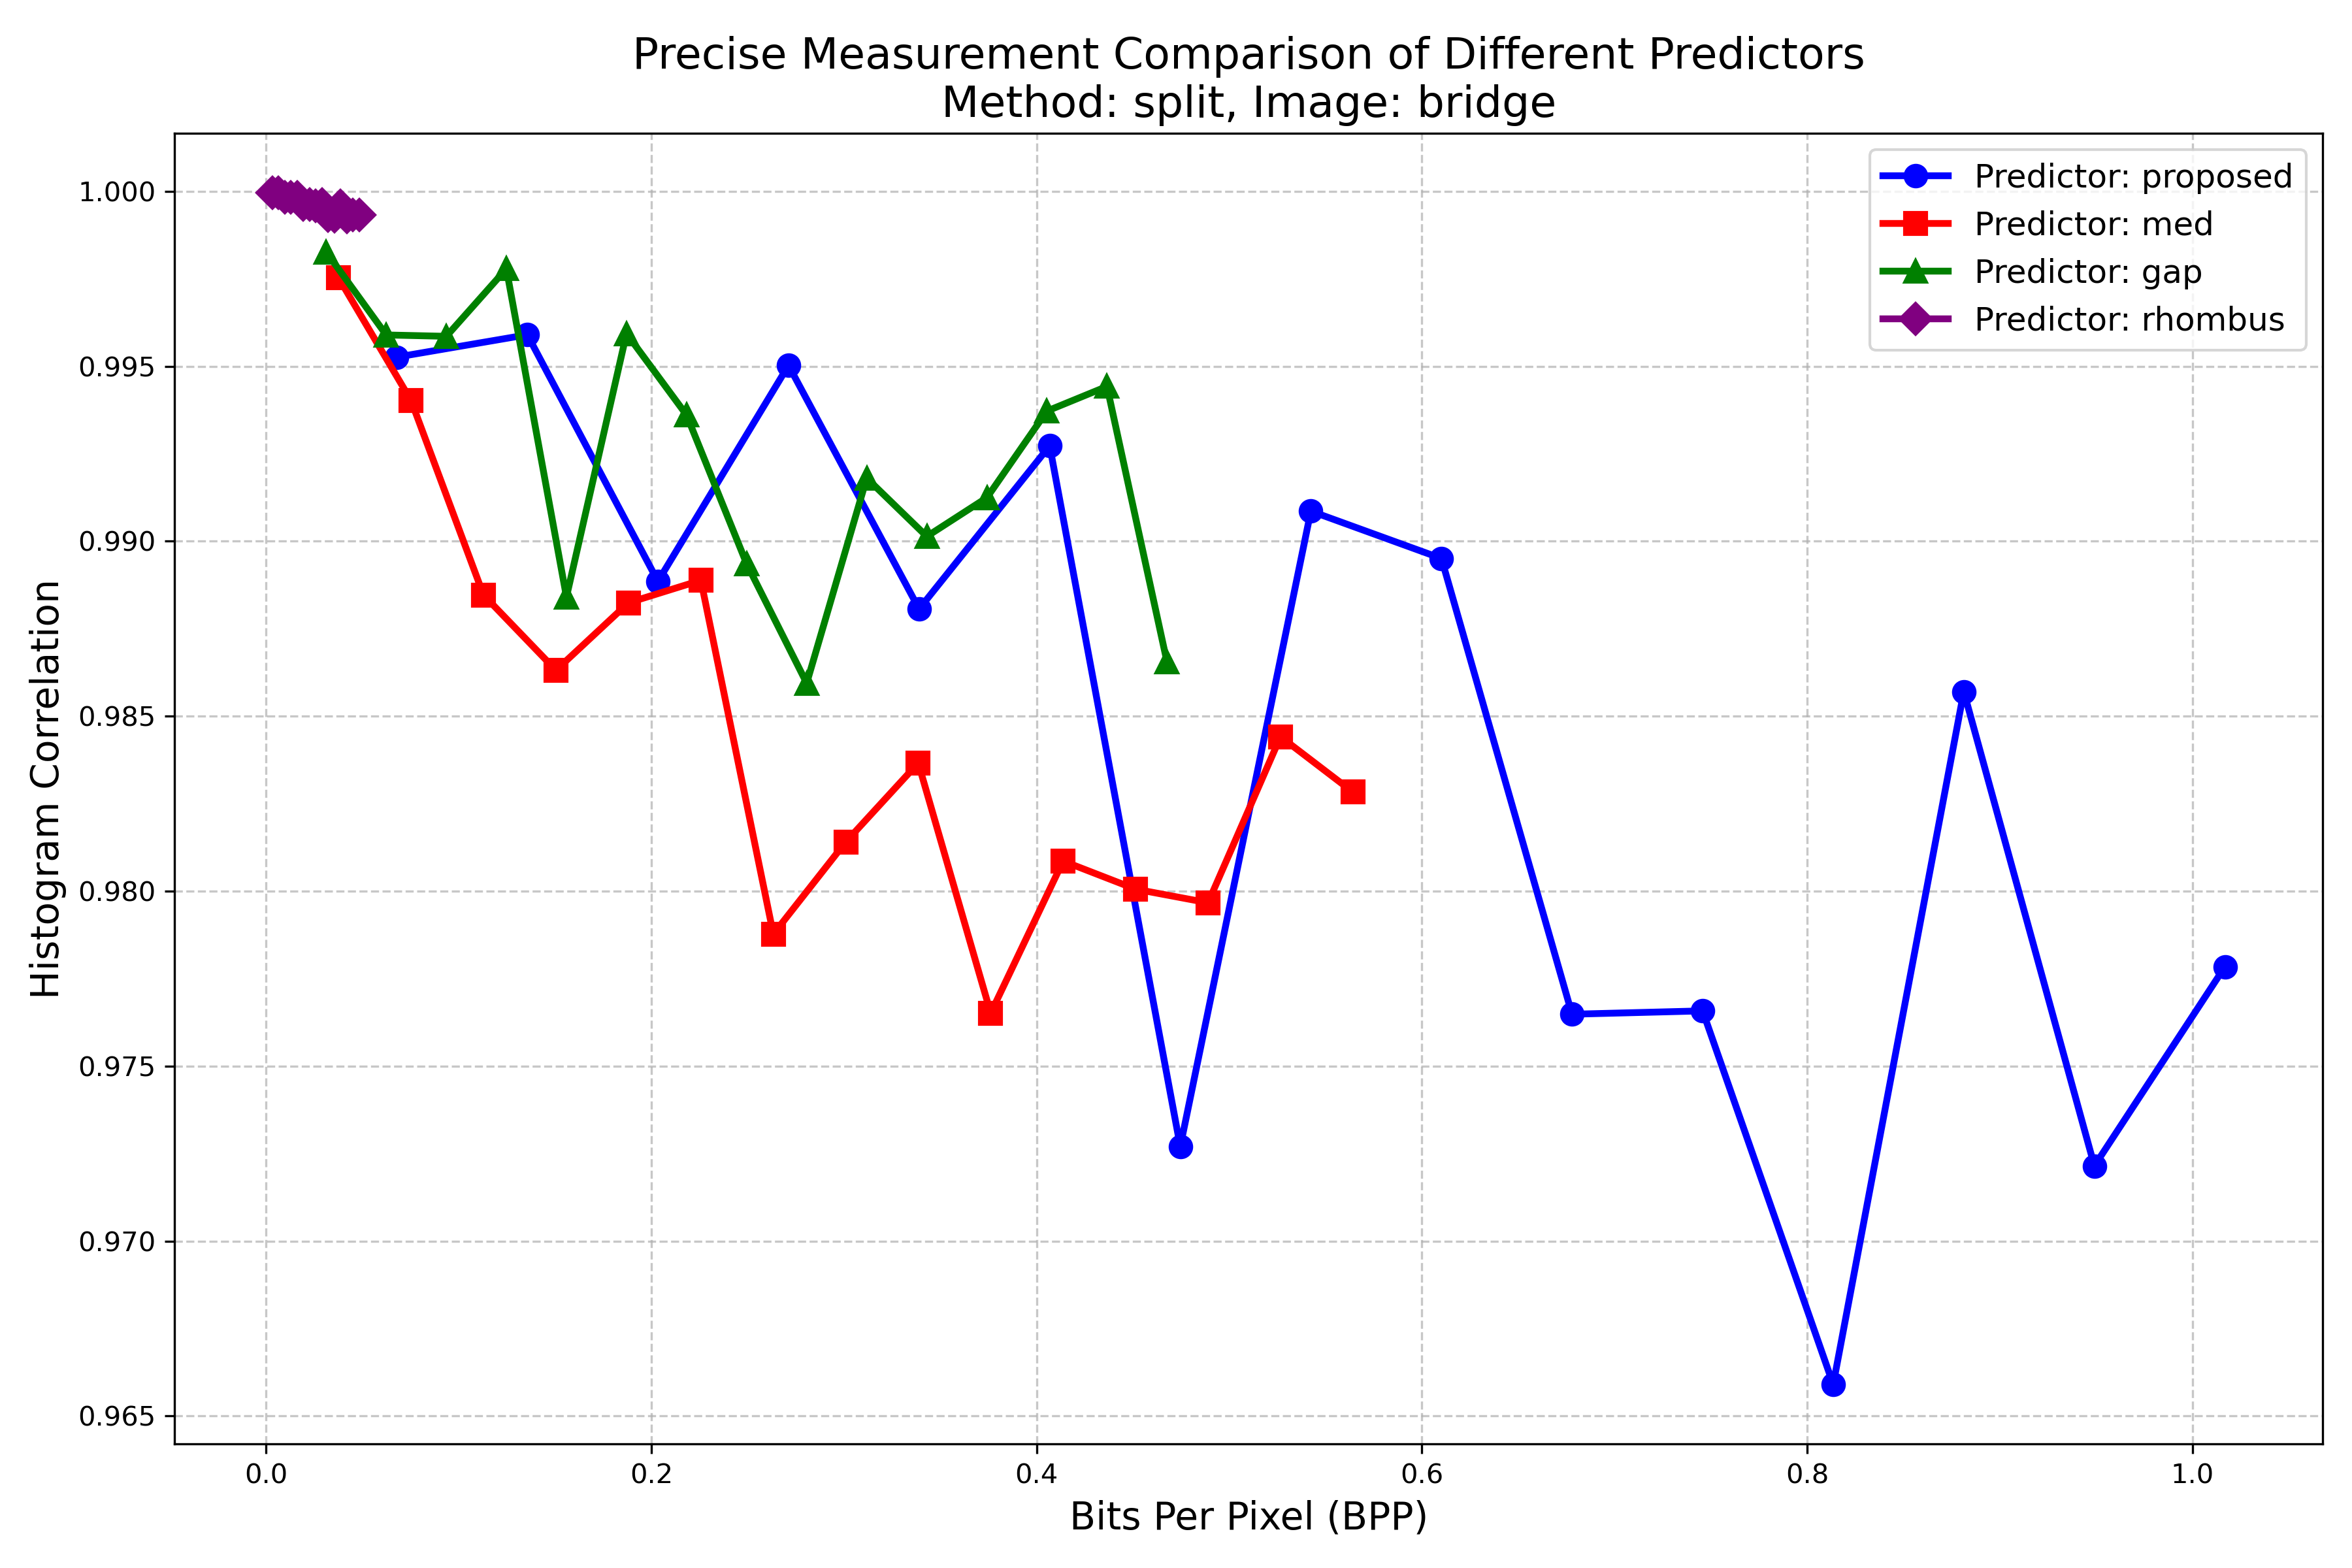 Precise Measurement Comparison of Different Predictors
Method: split, Image: bridge
Predictor: proposed
Predictor: med
Predictor: gap
Predictor: rhombus
Histogram Correlation
1.000
0.995
0.990
0.985
0.980
0.975
0.970
0.965
0.0 0.2 0.4 0.6 0.8 1.0
Bits Per Pixel (BPP)